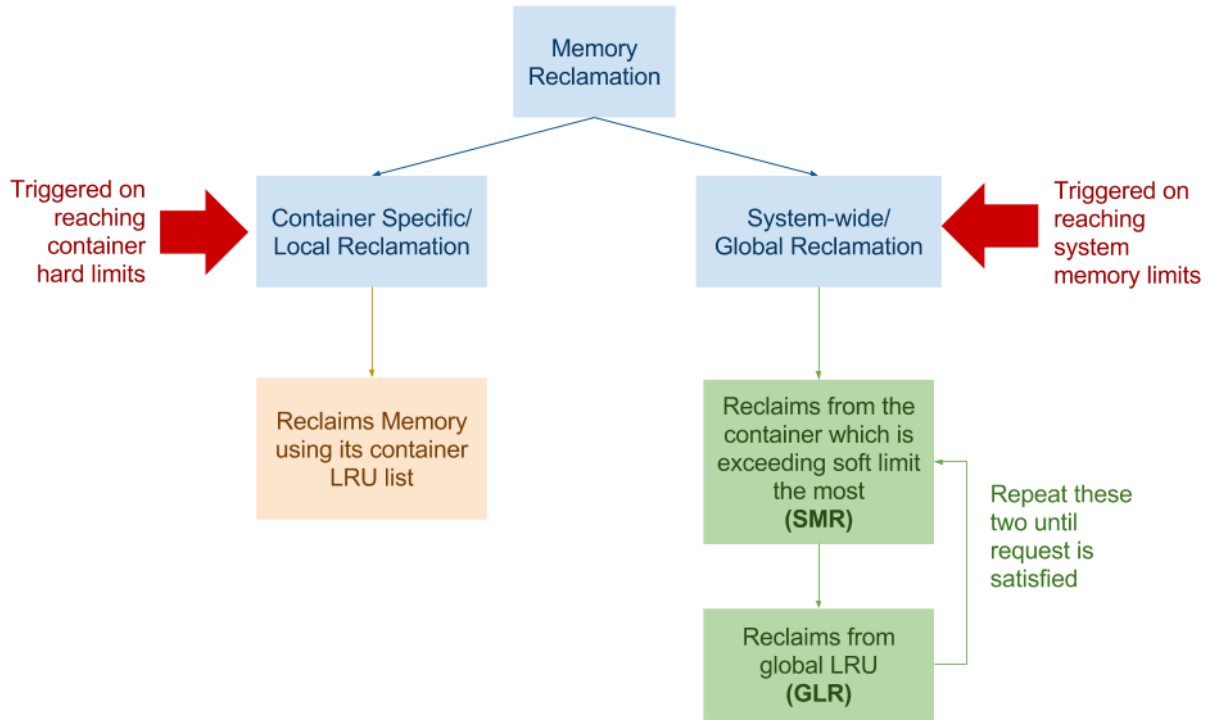 Memory
Reclamation
Triggered on
reaching
container
hard limits
Container Specific/
Local Reclamation
System-wide/
Global Reclamation
Triggered on
reaching
system
memory limits
Reclaims Memory
using its container
LRU list
Reclaims from the
container which is
exceeding soft limit
the most
(SMR)
Repeat these
two until
request is
satisfied
Reclaims from
global LRU
(GLR)